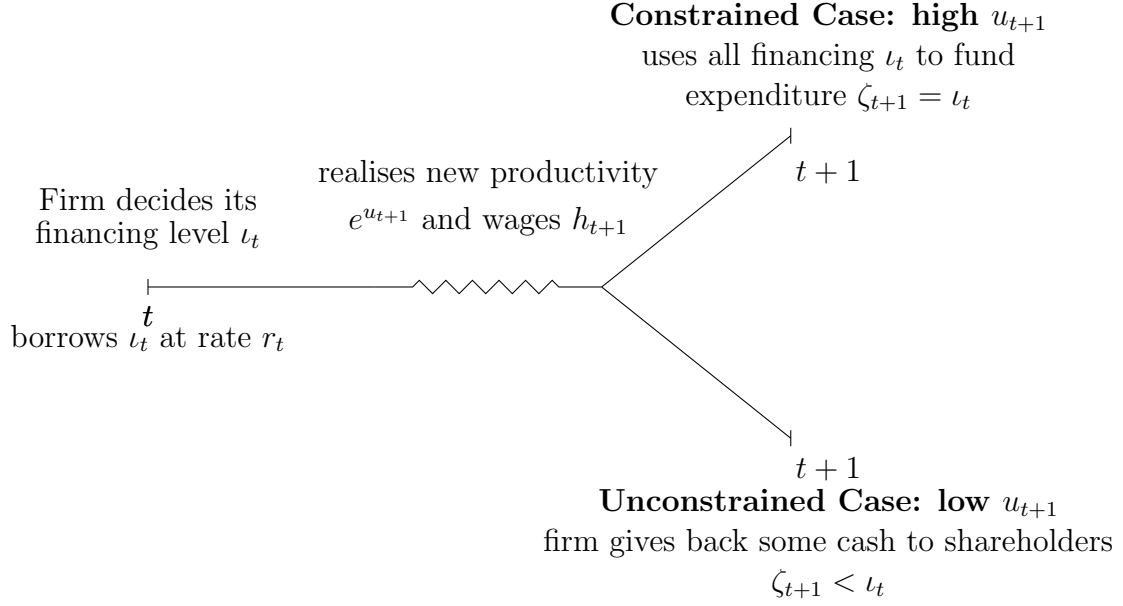 Constrained Case: high u_{t+1}
uses all financing ι_t to fund
expenditure ζ_{t+1} = ι_t
t + 1
realises new productivity
e^{u_{t+1}} and wages h_{t+1}
Firm decides its
financing level ι_t
t
borrows ι_t at rate r_t
t + 1
Unconstrained Case: low u_{t+1}
firm gives back some cash to shareholders
ζ_{t+1} < ι_t